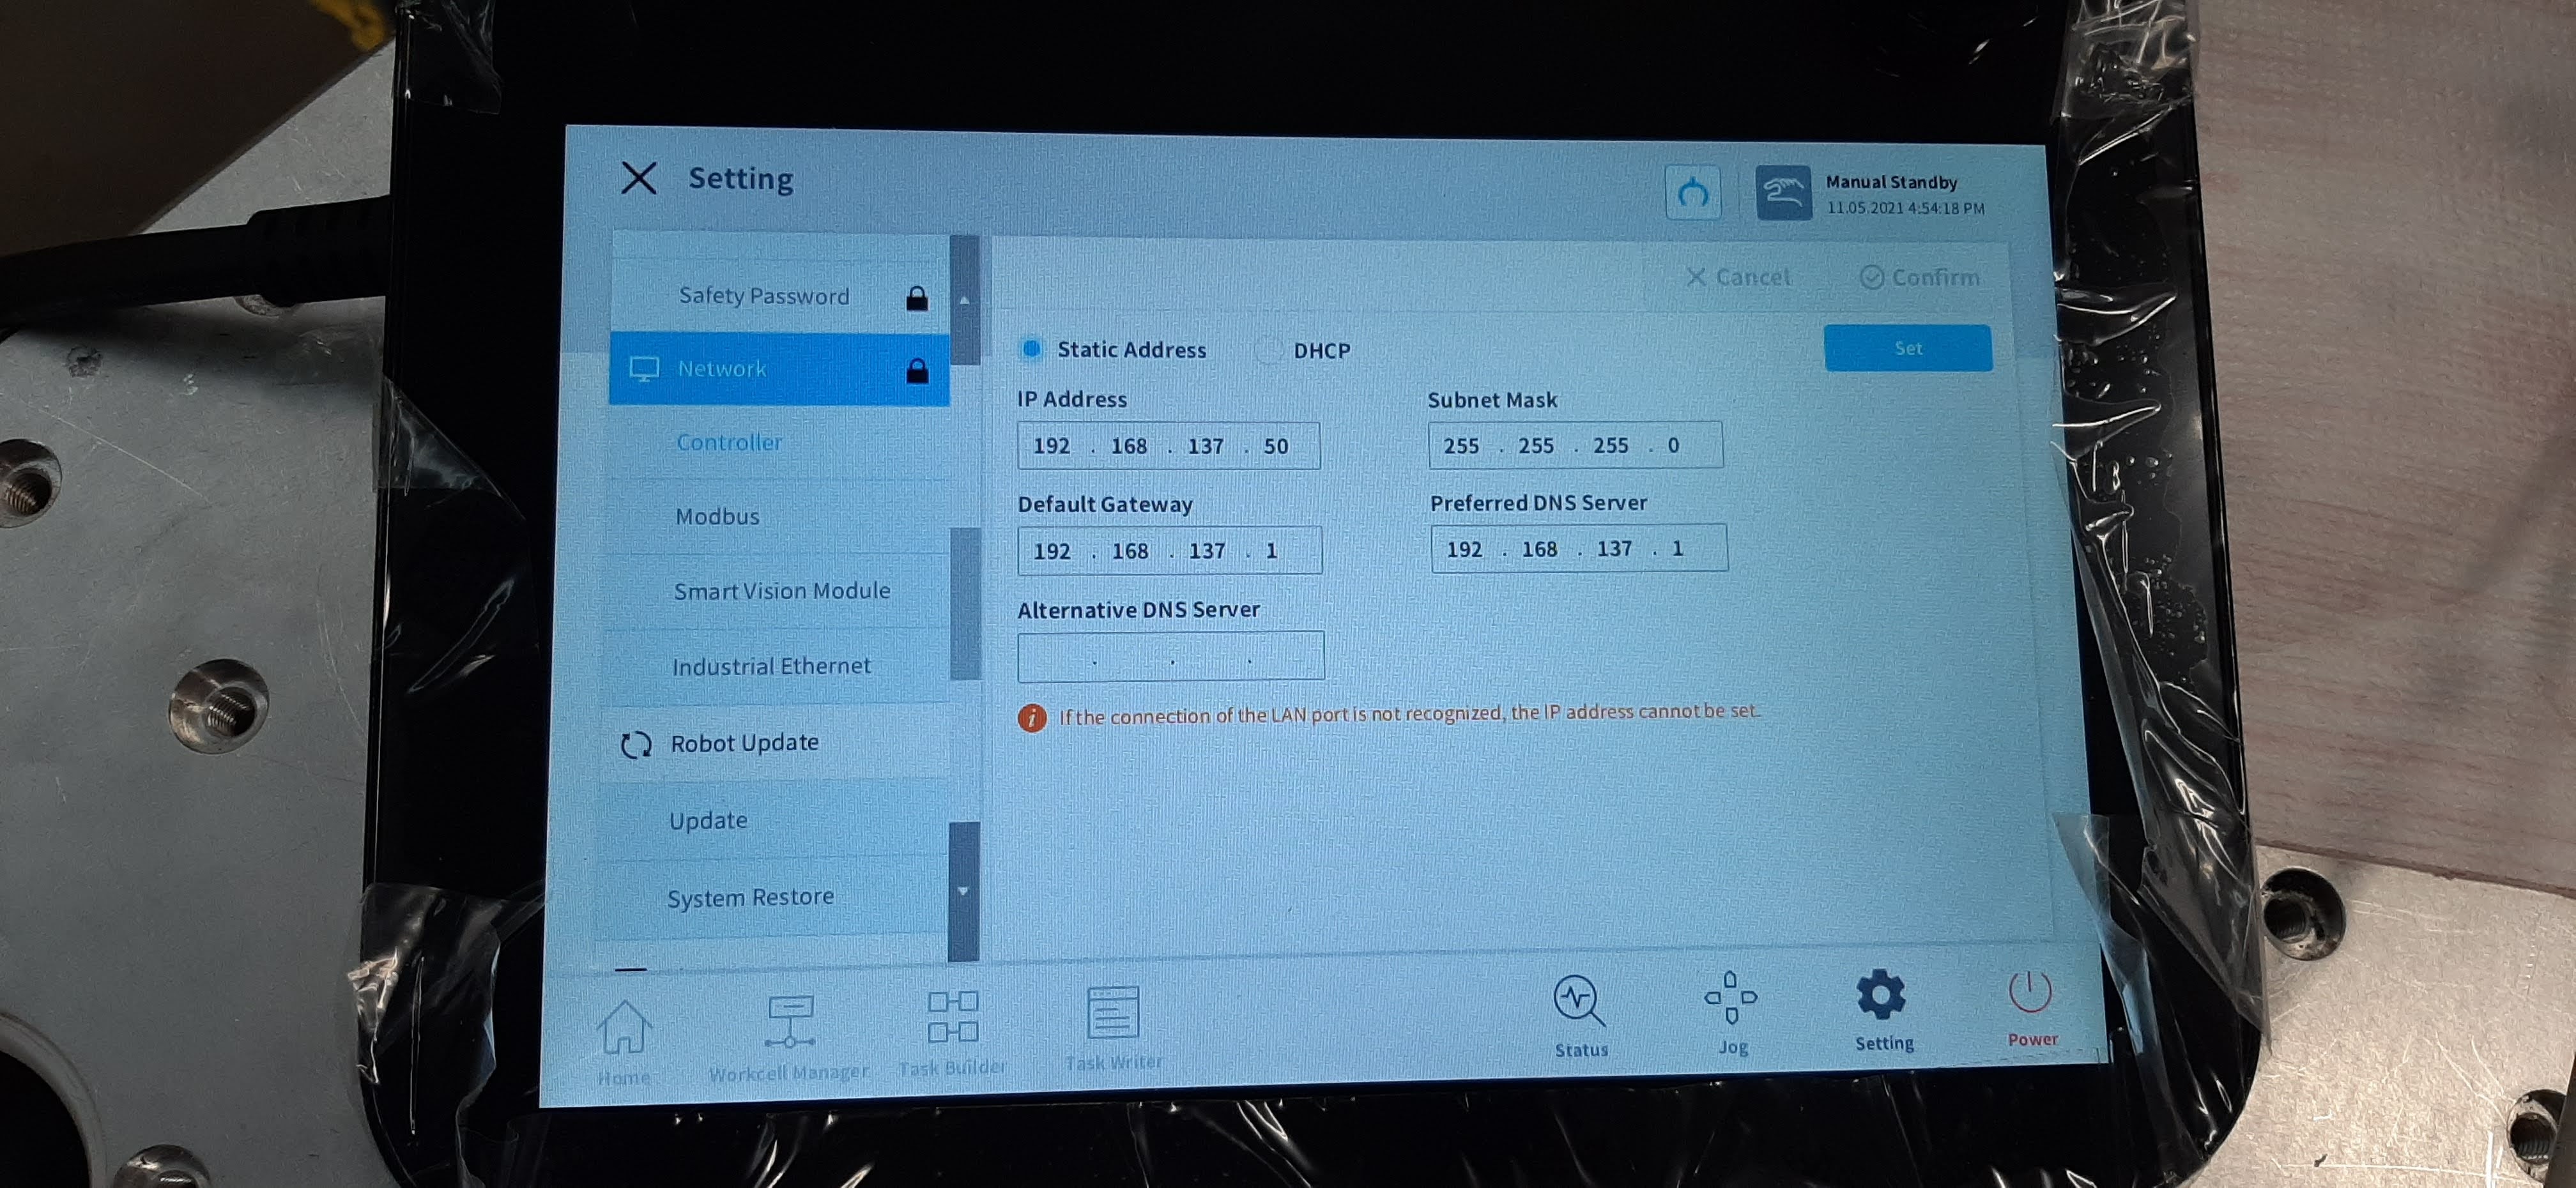 Setting
Manual Standby
11.05.2021 4:54:18 PM
Safety Password
Network
Controller
Modbus
Smart Vision Module
Industrial Ethernet
Robot Update
Update
System Restore
Cancel
Confirm
Static Address
DHCP
Set
IP Address
192 . 168 . 137 . 50
Subnet Mask
255 . 255 . 255 . 0
Default Gateway
192 . 168 . 137 . 1
Preferred DNS Server
192 . 168 . 137 . 1
Alternative DNS Server
. . .
If the connection of the LAN port is not recognized, the IP address cannot be set.
Home
Workcell Manager
Task Builder
Task Writer
Status
Jog
Setting
Power